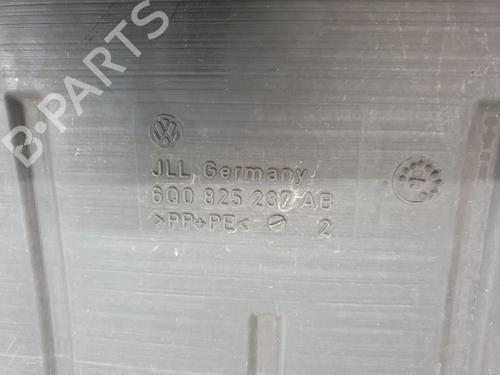 B-PARTS
JLL Germany
6Q0 825 237 AB
>PP+PE< 2